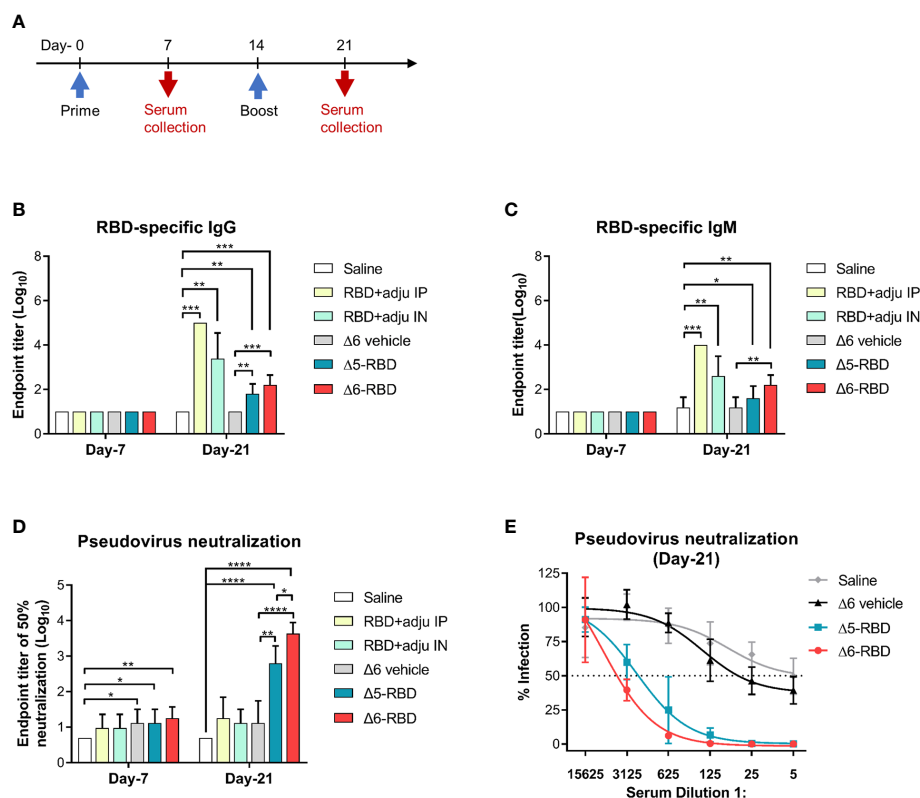 A
Day- 0 7 14 21
Prime Serum collection Boost Serum collection
B
RBD-specific IgG
Endpoint titer (Log10)
8
6
4
2
0
***
**
**
***
***
**
Day-7 Day-21
Saline
RBD+adju IP
RBD+adju IN
Δ6 vehicle
Δ5-RBD
Δ6-RBD
C
RBD-specific IgM
Endpoint titer(Log10)
8
6
4
2
0
**
*
**
***
**
Day-7 Day-21
Saline
RBD+adju IP
RBD+adju IN
Δ6 vehicle
Δ5-RBD
Δ6-RBD
D
Pseudovirus neutralization
Endpoint titer of 50%
neutralization (Log10)
5
4
3
2
1
0
**
*
*
****
****
*
****
**
Day-7 Day-21
Saline
RBD+adju IP
RBD+adju IN
Δ6 vehicle
Δ5-RBD
Δ6-RBD
E
Pseudovirus neutralization
(Day-21)
% Infection
125
100
75
50
25
0
15625 3125 625 125 25 5
Serum Dilution 1:
Saline
Δ6 vehicle
Δ5-RBD
Δ6-RBD